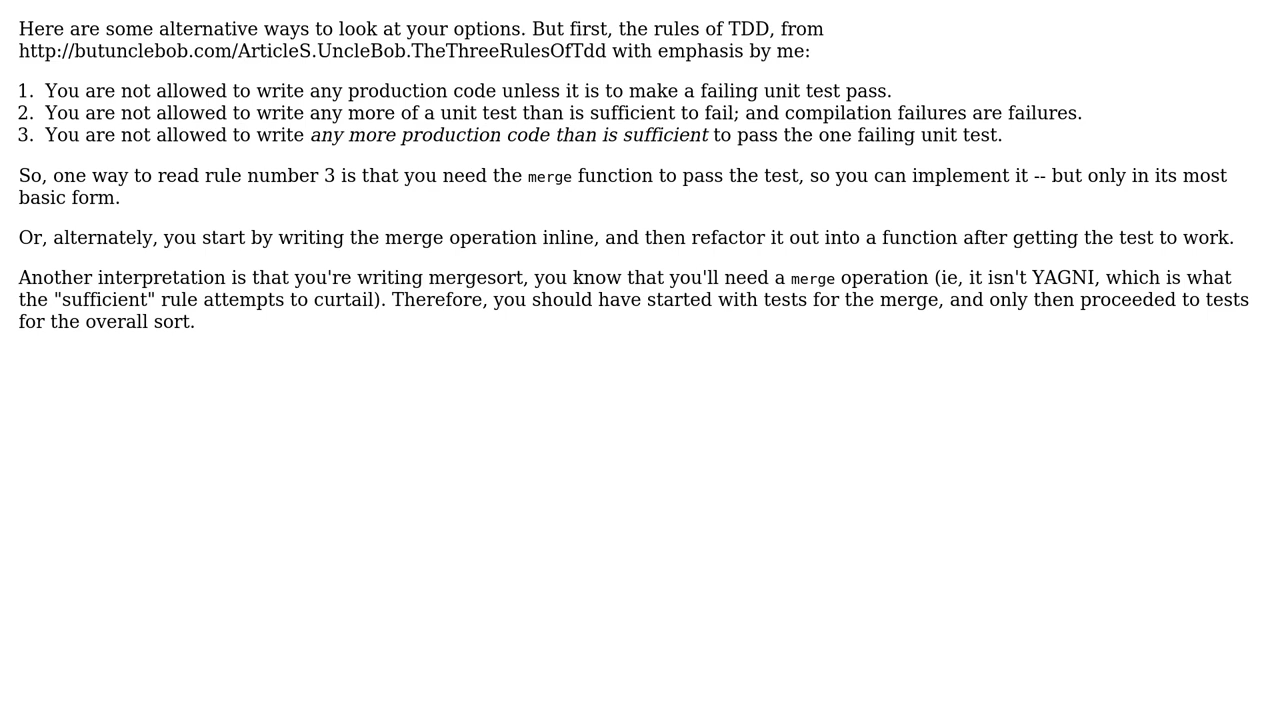 Here are some alternative ways to look at your options. But first, the rules of TDD, from
http://butunclebob.com/ArticleS.UncleBob.TheThreeRulesOfTdd with emphasis by me:
1. You are not allowed to write any production code unless it is to make a failing unit test pass.
2. You are not allowed to write any more of a unit test than is sufficient to fail; and compilation failures are failures.
3. You are not allowed to write any more production code than is sufficient to pass the one failing unit test.
So, one way to read rule number 3 is that you need the merge function to pass the test, so you can implement it -- but only in its most
basic form.
Or, alternately, you start by writing the merge operation inline, and then refactor it out into a function after getting the test to work.
Another interpretation is that you're writing mergesort, you know that you'll need a merge operation (ie, it isn't YAGNI, which is what
the "sufficient" rule attempts to curtail). Therefore, you should have started with tests for the merge, and only then proceeded to tests
for the overall sort.